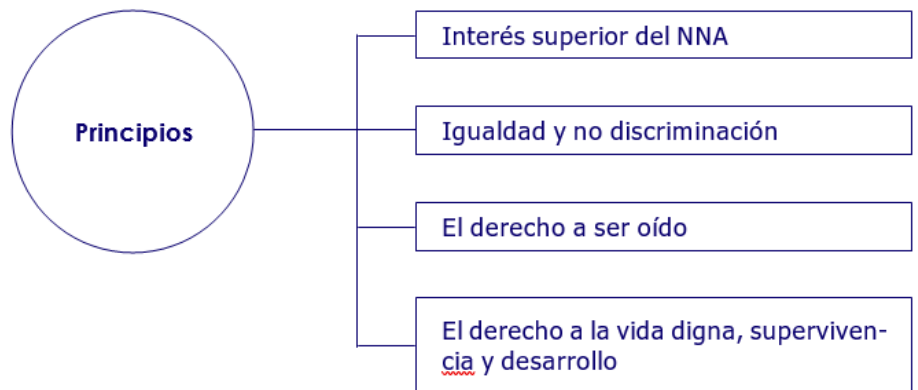 Principios
Interés superior del NNA
Igualdad y no discriminación
El derecho a ser oído
El derecho a la vida digna, superviven-
cia y desarrollo